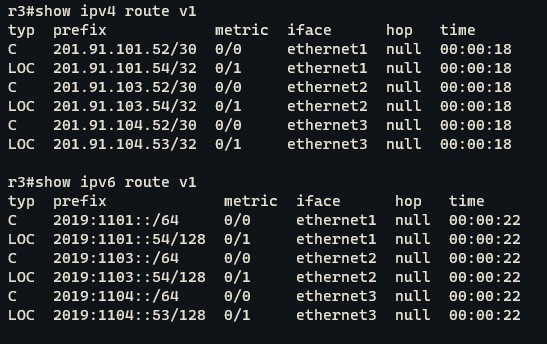 r3#show ipv4 route v1
typ  prefix             metric  iface      hop   time
C    201.91.101.52/30   0/0     ethernet1  null  00:00:18
LOC  201.91.101.54/32   0/1     ethernet1  null  00:00:18
C    201.91.103.52/30   0/0     ethernet2  null  00:00:18
LOC  201.91.103.54/32   0/1     ethernet2  null  00:00:18
C    201.91.104.52/30   0/0     ethernet3  null  00:00:18
LOC  201.91.104.53/32   0/1     ethernet3  null  00:00:18

r3#show ipv6 route v1
typ  prefix             metric  iface      hop   time
C    2019:1101::/64     0/0     ethernet1  null  00:00:22
LOC  2019:1101::54/128  0/1     ethernet1  null  00:00:22
C    2019:1103::/64     0/0     ethernet2  null  00:00:22
LOC  2019:1103::54/128  0/1     ethernet2  null  00:00:22
C    2019:1104::/64     0/0     ethernet3  null  00:00:22
LOC  2019:1104::53/128  0/1     ethernet3  null  00:00:22